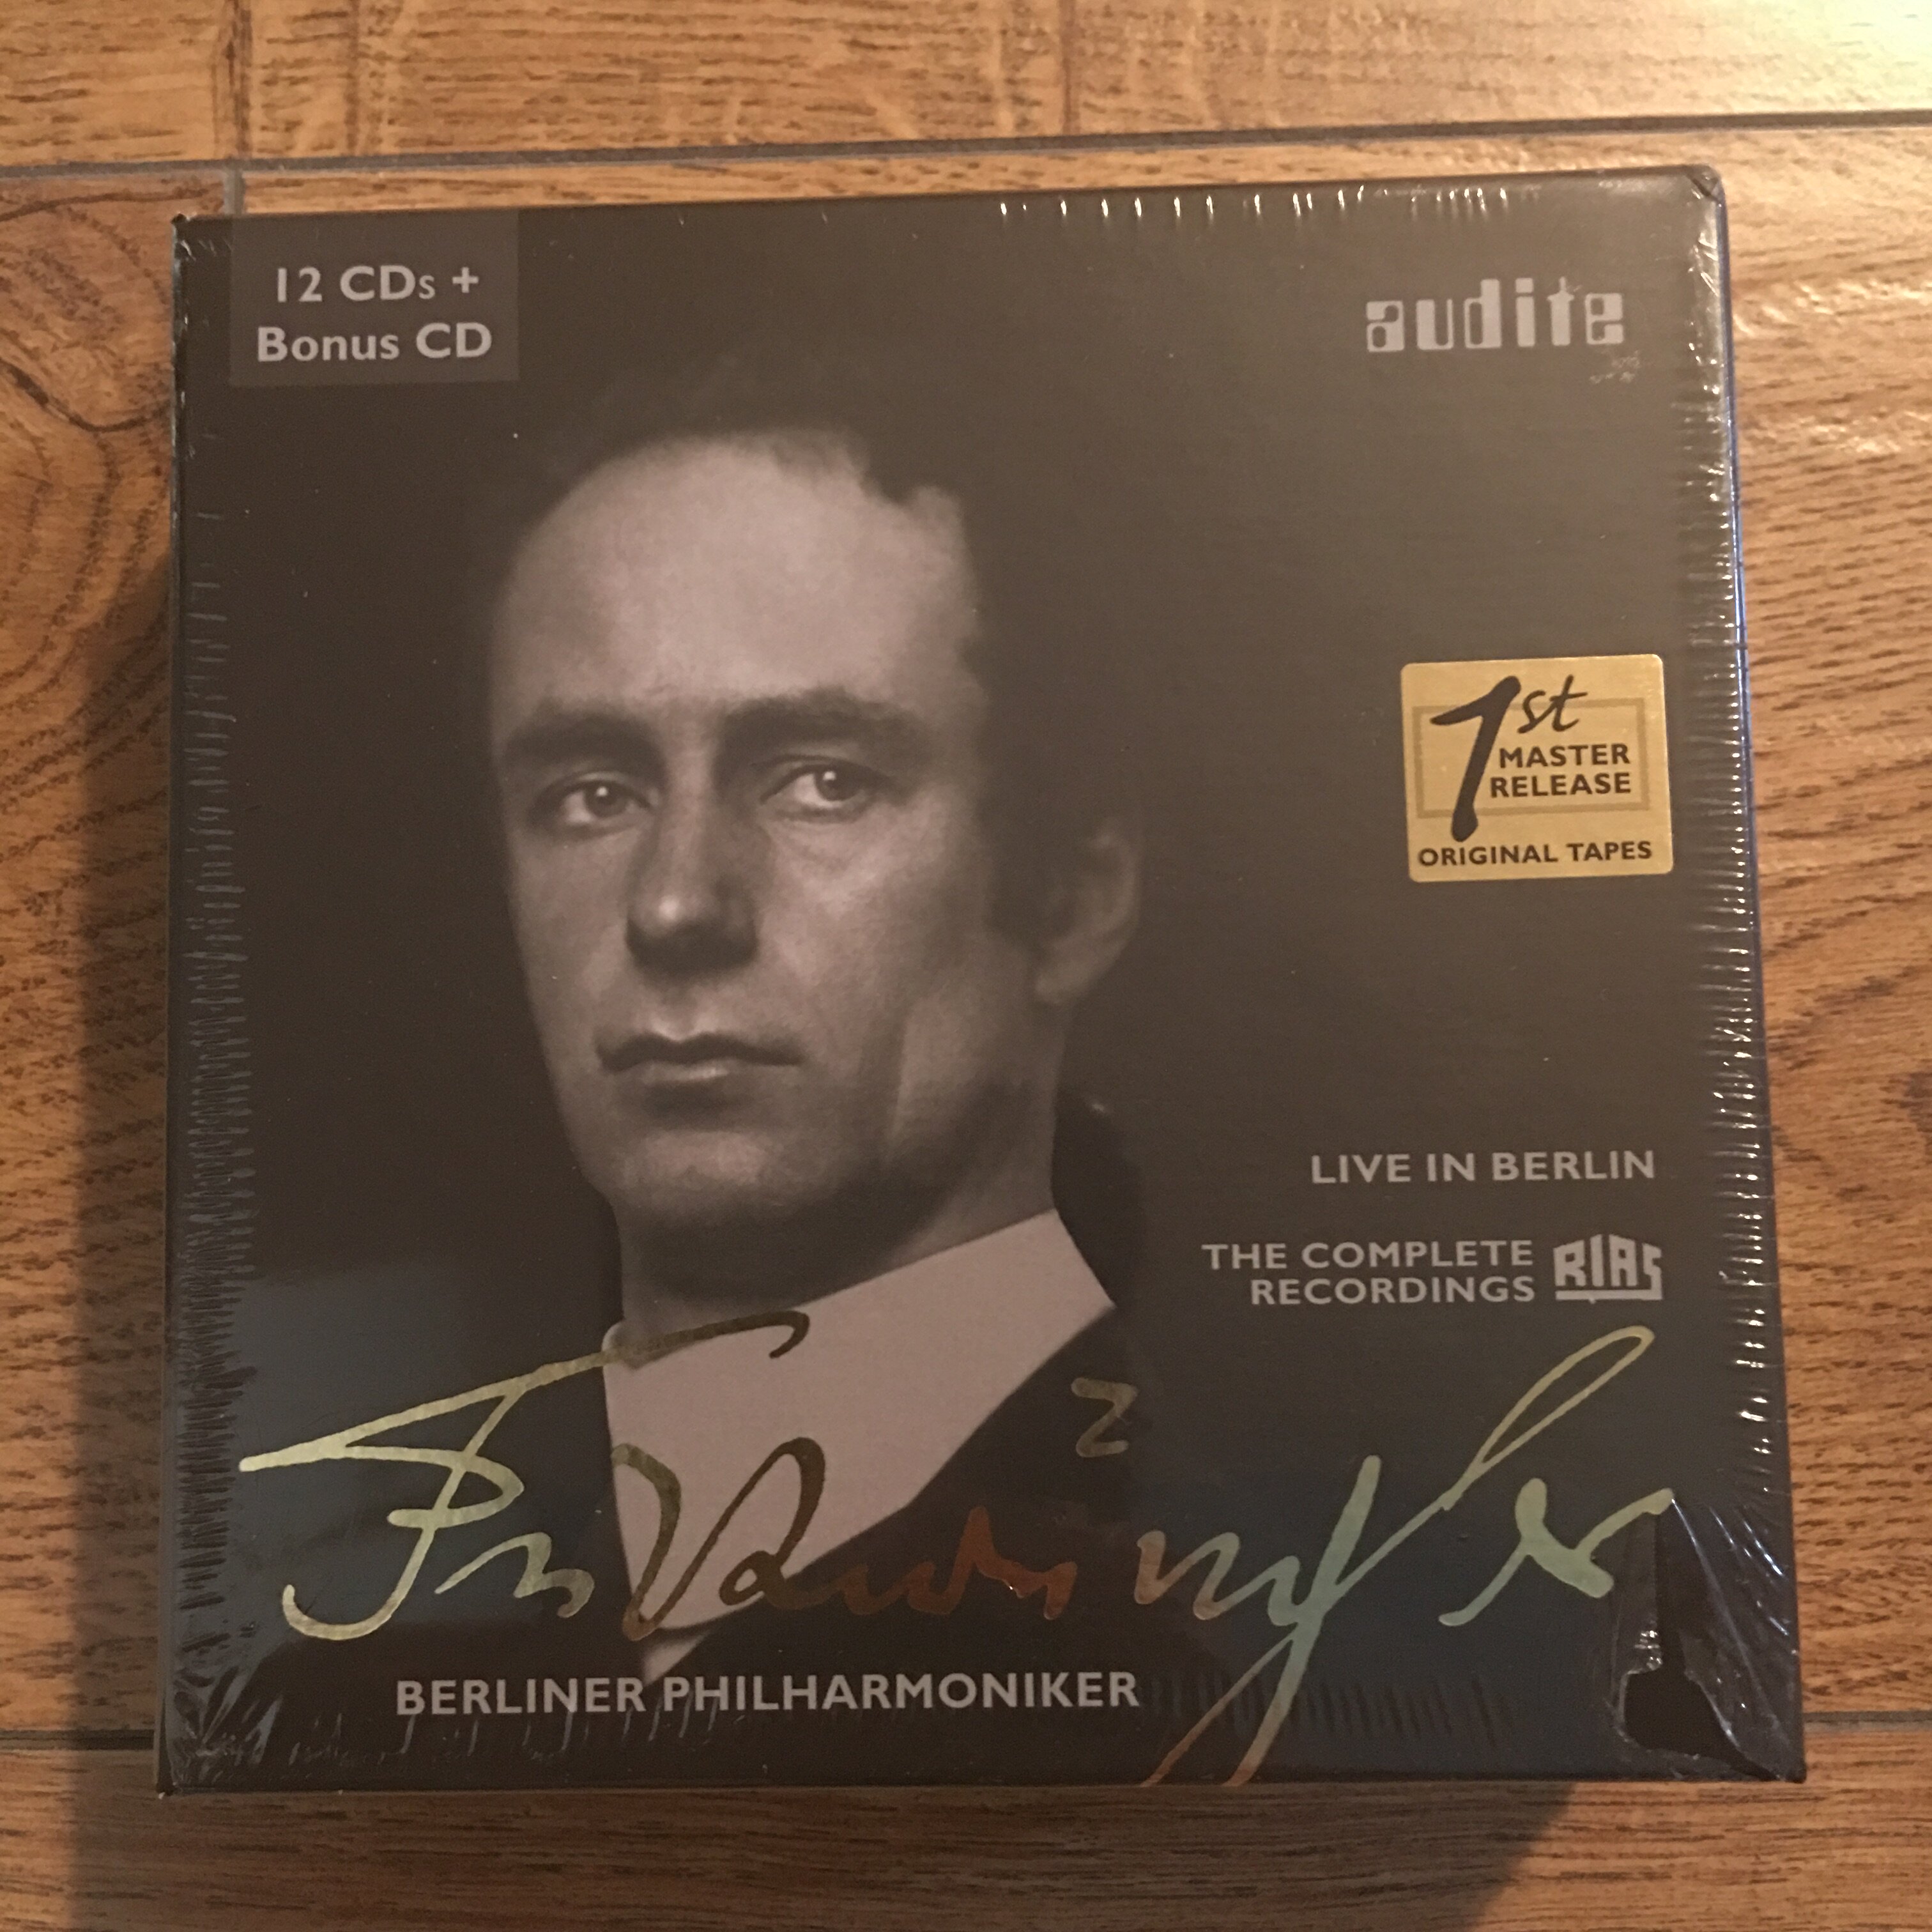 12 CDs +
Bonus CD
audite
1st
MASTER
RELEASE
ORIGINAL TAPES
LIVE IN BERLIN
THE COMPLETE
RECORDINGS
RIAS
BERLINER PHILHARMONIKER